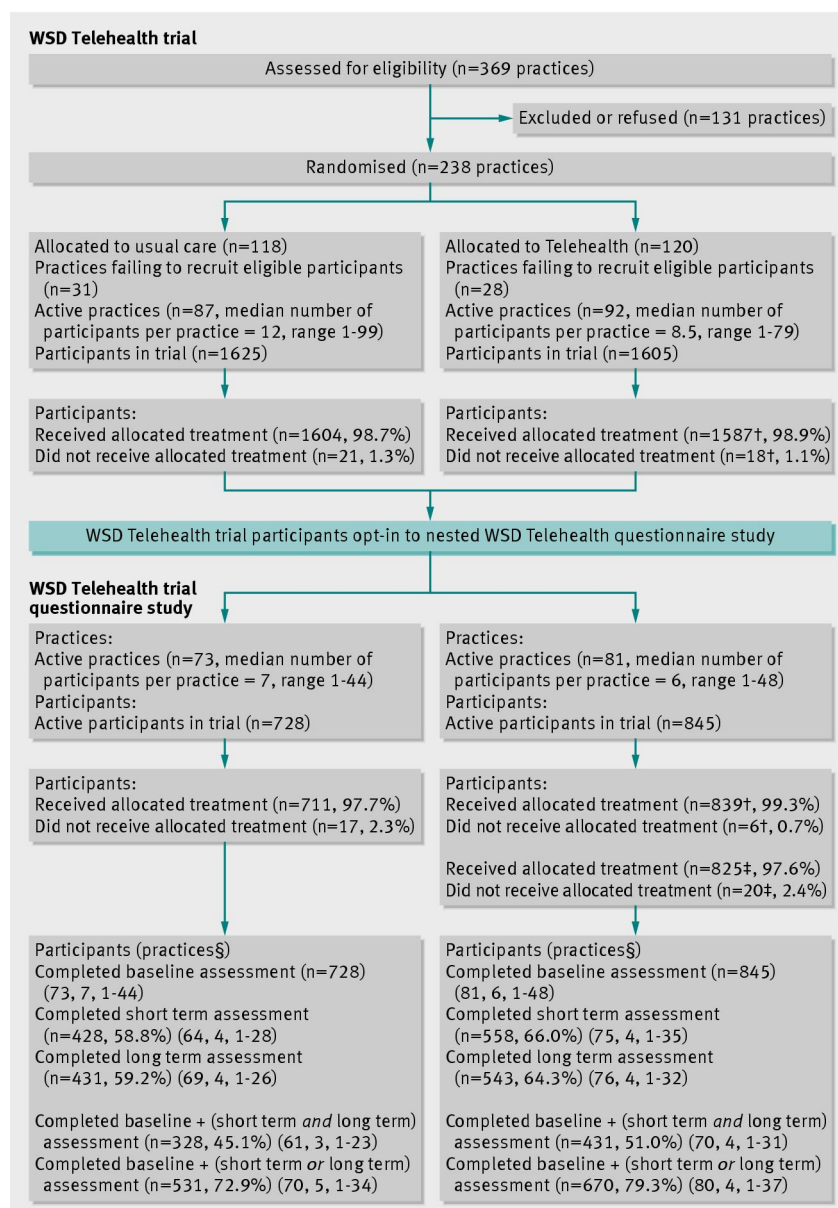 WSD Telehealth trial
Assessed for eligibility (n=369 practices)
Excluded or refused (n=131 practices)
Randomised (n=238 practices)
Allocated to usual care (n=118)
Practices failing to recruit eligible participants
(n=31)
Active practices (n=87, median number of
participants per practice = 12, range 1-99)
Participants in trial (n=1625)
Allocated to Telehealth (n=120)
Practices failing to recruit eligible participants
(n=28)
Active practices (n=92, median number of
participants per practice = 8.5, range 1-79)
Participants in trial (n=1605)
Participants:
Received allocated treatment (n=1604, 98.7%)
Did not receive allocated treatment (n=21, 1.3%)
Participants:
Received allocated treatment (n=1587†, 98.9%)
Did not receive allocated treatment (n=18†, 1.1%)
WSD Telehealth trial participants opt-in to nested WSD Telehealth questionnaire study
WSD Telehealth trial
questionnaire study
Practices:
Active practices (n=73, median number of
participants per practice = 7, range 1-44)
Participants:
Active participants in trial (n=728)
Practices:
Active practices (n=81, median number of
participants per practice = 6, range 1-48)
Participants:
Active participants in trial (n=845)
Participants:
Received allocated treatment (n=711, 97.7%)
Did not receive allocated treatment (n=17, 2.3%)
Participants:
Received allocated treatment (n=839†, 99.3%)
Did not receive allocated treatment (n=6†, 0.7%)
Received allocated treatment (n=825‡, 97.6%)
Did not receive allocated treatment (n=20‡, 2.4%)
Participants (practices§)
Completed baseline assessment (n=728)
(73, 7, 1-44)
Completed short term assessment
(n=428, 58.8%) (64, 4, 1-28)
Completed long term assessment
(n=431, 59.2%) (69, 4, 1-26)
Completed baseline + (short term and long term)
assessment (n=328, 45.1%) (61, 3, 1-23)
Completed baseline + (short term or long term)
assessment (n=531, 72.9%) (70, 5, 1-34)
Participants (practices§)
Completed baseline assessment (n=845)
(81, 6, 1-48)
Completed short term assessment
(n=558, 66.0%) (75, 4, 1-35)
Completed long term assessment
(n=543, 64.3%) (76, 4, 1-32)
Completed baseline + (short term and long term)
assessment (n=431, 51.0%) (70, 4, 1-31)
Completed baseline + (short term or long term)
assessment (n=670, 79.3%) (80, 4, 1-37)